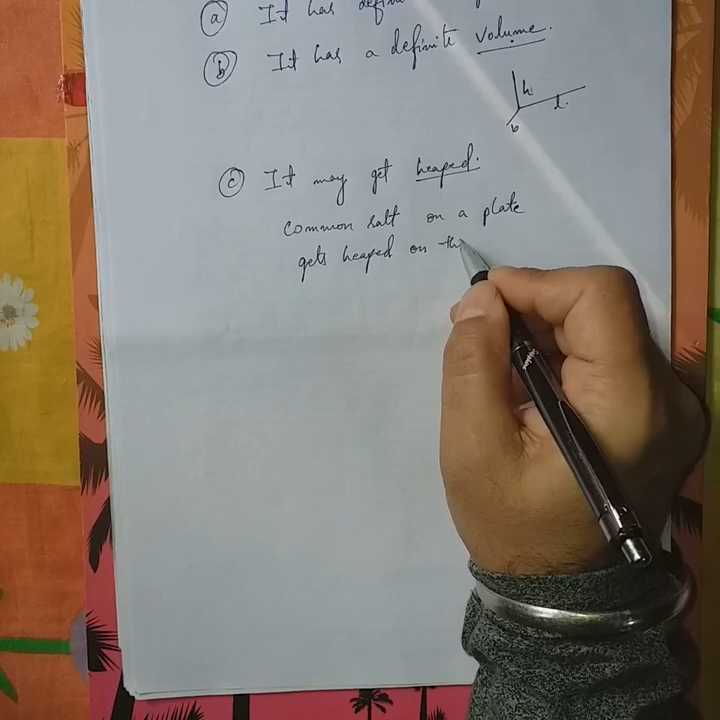 (a) It has
(b) It has a definite volume.
h
l.
b
(c) It may get heaped.
common salt on a plate
gets heaped on